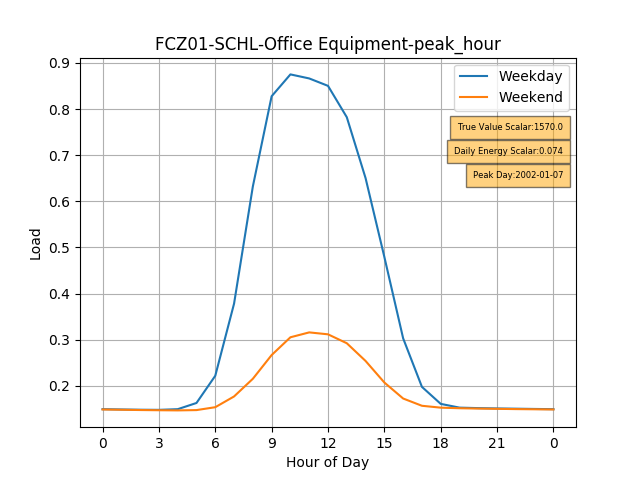 FCZ01-SCHL-Office Equipment-peak_hour
0.9
0.8
0.7
0.6
0.5
0.4
0.3
0.2
Load
Weekday
Weekend
True Value Scalar:1570.0
Daily Energy Scalar:0.074
Peak Day:2002-01-07
0 3 6 9 12 15 18 21 0
Hour of Day